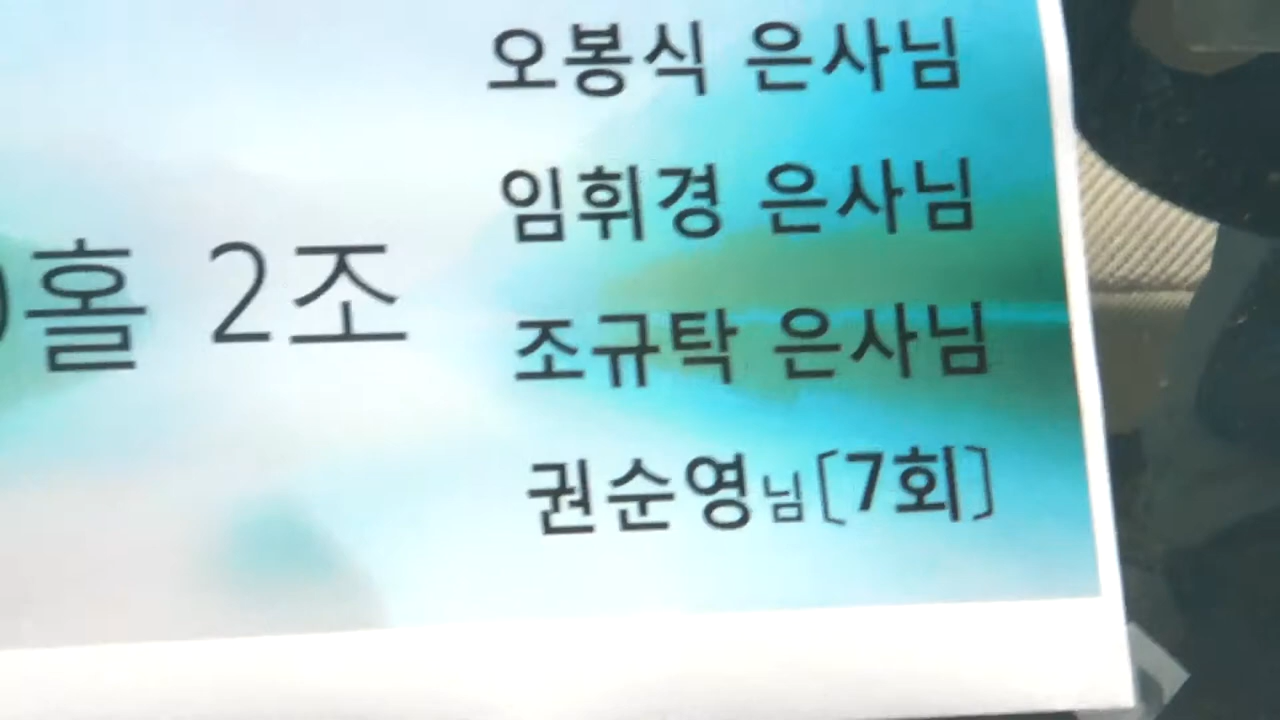 홀 2조
오봉식 은사님
임휘경 은사님
조규탁 은사님
권순영님[7회]